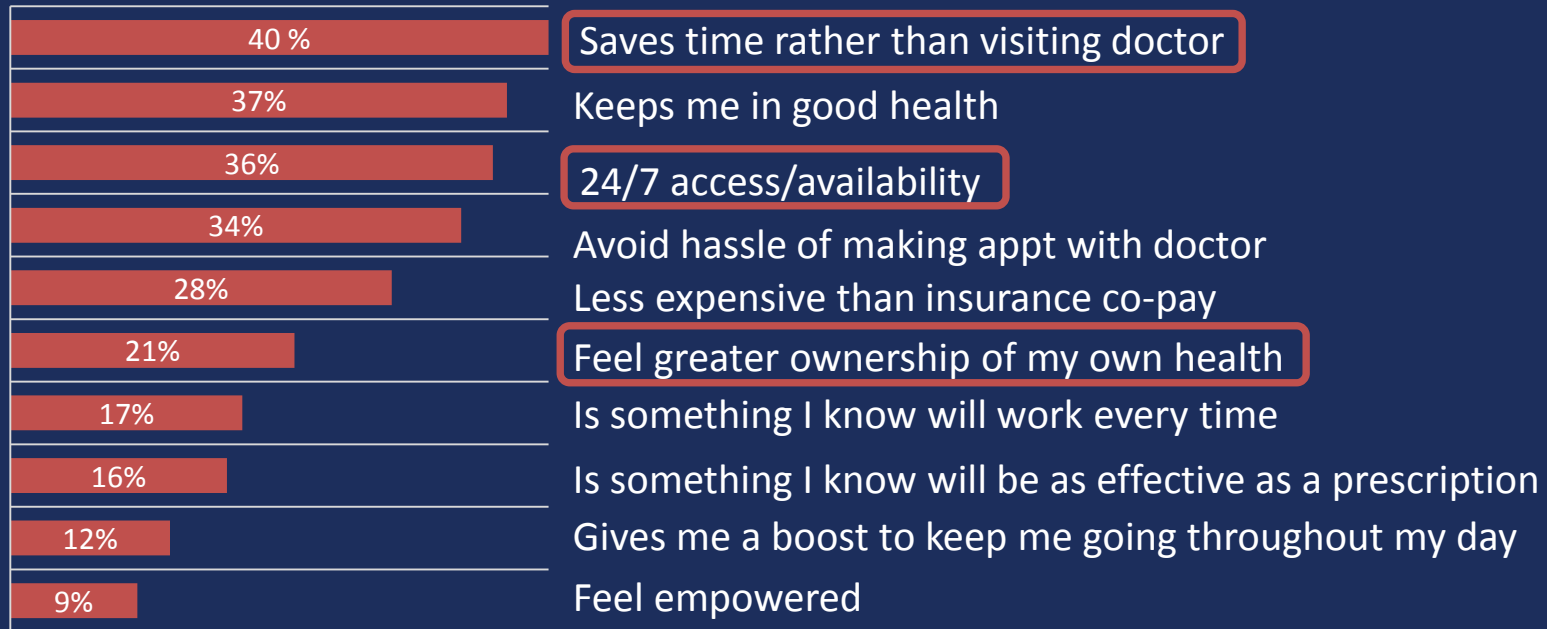 40 % Saves time rather than visiting doctor
37% Keeps me in good health
36% 24/7 access/availability
34% Avoid hassle of making appt with doctor
28% Less expensive than insurance co-pay
21% Feel greater ownership of my own health
17% Is something I know will work every time
16% Is something I know will be as effective as a prescription
12% Gives me a boost to keep me going throughout my day
9% Feel empowered